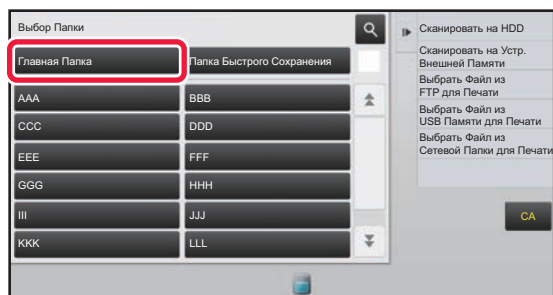 Выбор Папки
Главная Папка
Папка Быстрого Сохранения
AAA
BBB
CCC
DDD
EEE
FFF
GGG
HHH
III
JJJ
KKK
LLL
Сканировать на HDD
Сканировать на Устр.
Внешней Памяти
Выбрать Файл из
FTP для Печати
Выбрать Файл из
USB Памяти для Печати
Выбрать Файл из
Сетевой Папки для Печати
CA